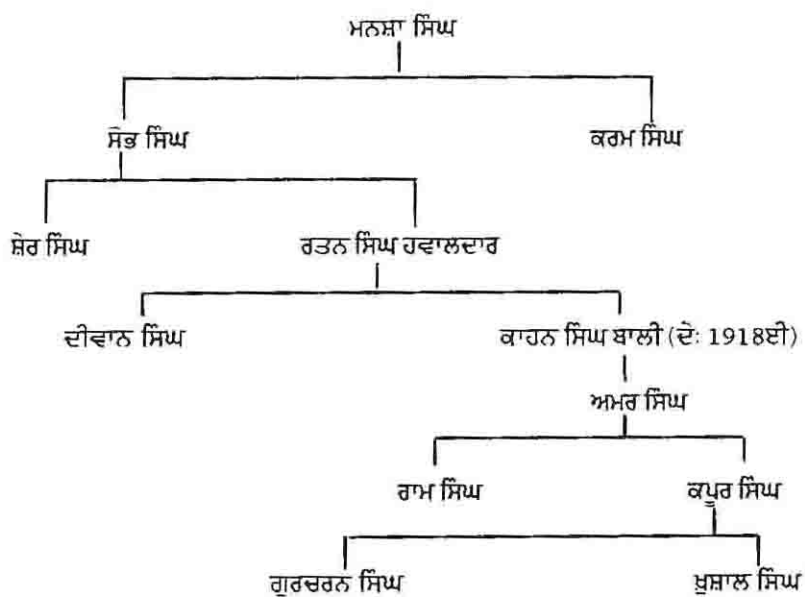 ਮਨਸ਼ਾ ਸਿੰਘ
ਸੋਭ ਸਿੰਘ ਕਰਮ ਸਿੰਘ
ਸ਼ੇਰ ਸਿੰਘ ਰਤਨ ਸਿੰਘ ਹਵਾਲਦਾਰ
ਦੀਵਾਨ ਸਿੰਘ ਕਾਹਨ ਸਿੰਘ ਬਾਲੀ (ਦੇ: 1918ਈ)
ਅਮਰ ਸਿੰਘ
ਰਾਮ ਸਿੰਘ ਕਪੂਰ ਸਿੰਘ
ਗੁਰਚਰਨ ਸਿੰਘ ਖ਼ੁਸ਼ਾਲ ਸਿੰਘ